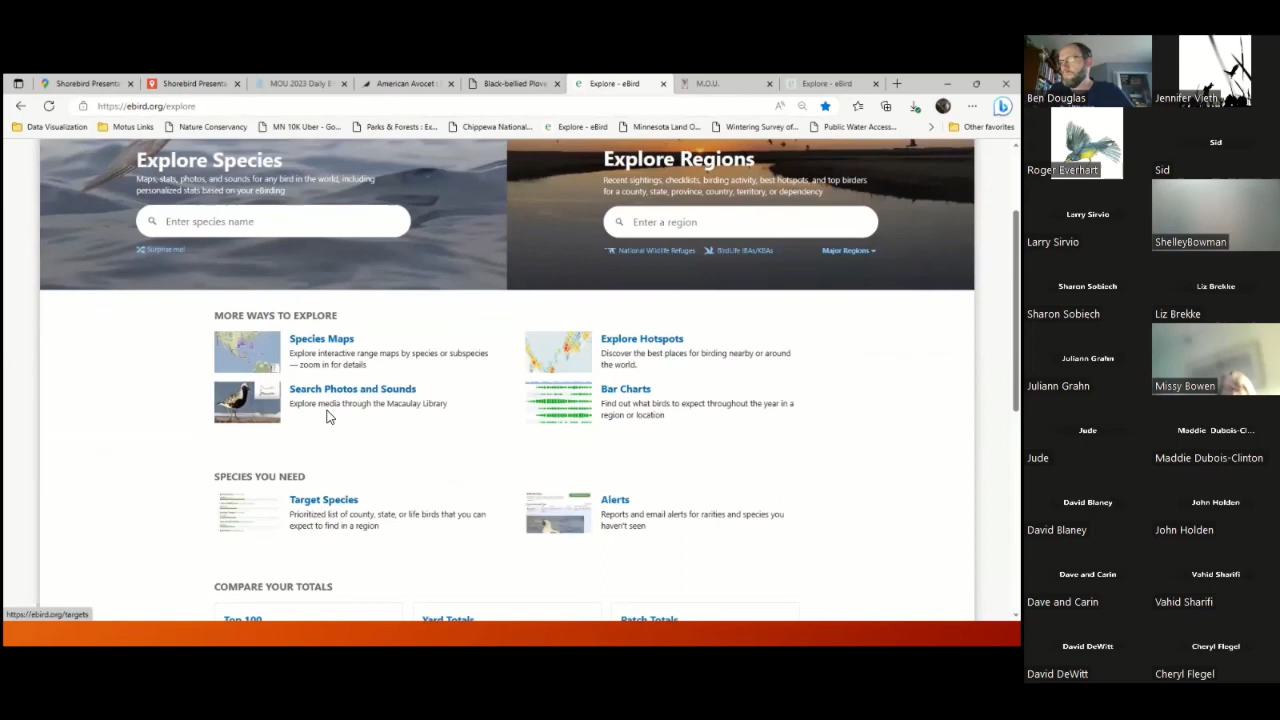 Shorebird Presenta
Shorebird Presenta
MOU 2023 Daily E
American Avocet :
Black-bellied Plove
Explore - eBird
M.O.U.
Explore - eBird
https://ebird.org/explore
Data Visualization
Motus Links
Nature Conservancy
MN 10K Uber - Go...
Parks & Forests : Ex...
Chippewa National...
Explore - eBird
Minnesota Land O...
Wintering Survey of...
Public Water Access...
Other favorites
Explore Species
Maps, stats, photos, and sounds for any bird in the world, including
personalized stats based on your eBirding
Enter species name
Surprise me!
Explore Regions
Recent sightings, checklists, birding activity, best hotspots, and top birders
for a county, state, province, country, territory, or dependency
Enter a region
National Wildlife Refuges
BirdLife IBAs/KBAs
Major Regions
MORE WAYS TO EXPLORE
Species Maps
Explore interactive range maps by species or subspecies
— zoom in for details
Explore Hotspots
Discover the best places for birding nearby or around
the world.
Search Photos and Sounds
Explore media through the Macaulay Library
Bar Charts
Find out what birds to expect throughout the year in a
region or location
SPECIES YOU NEED
Target Species
Prioritized list of county, state, or life birds that you can
expect to find in a region
Alerts
Reports and email alerts for rarities and species you
haven't seen
COMPARE YOUR TOTALS
Top 100
Yard Totals
Patch Totals
https://ebird.org/targets
Ben Douglas
Jennifer Vieth
Roger Everhart
Sid
Sid
Larry Sirvio
Larry Sirvio
ShelleyBowman
Sharon Sobiech
Sharon Sobiech
Liz Brekke
Liz Brekke
Juliann Grahn
Juliann Grahn
Missy Bowen
Jude
Jude
Maddie Dubois-Cl...
Maddie Dubois-Clinton
David Blaney
David Blaney
John Holden
John Holden
Dave and Carin
Dave and Carin
Vahid Sharifi
Vahid Sharifi
David DeWitt
David DeWitt
Cheryl Flegel
Cheryl Flegel